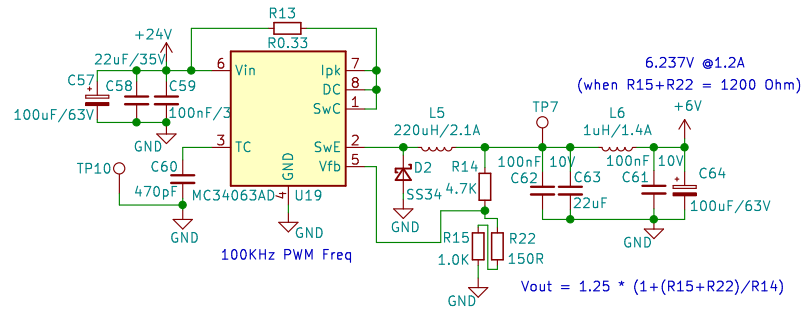 R13
R0.33
+24V
22uF/35V
C57
C58
C59
100uF/63V
100nF/3
GND
6
Vin
Ipk
7
DC
8
SwC
1
3
TC
SwE
2
Vfb
5
GND
4
MC34063AD
U19
GND
100KHz PWM Freq
TP10
C60
470pF
GND
D2
SS34
GND
L5
220uH/2.1A
R14
4.7K
R15
1.0K
R22
150R
GND
TP7
100nF
10V
C62
C63
22uF
L6
1uH/1.4A
100nF
10V
C61
C64
100uF/63V
+6V
GND
6.237V @1.2A
(when R15+R22 = 1200 Ohm)
Vout = 1.25 * (1+(R15+R22)/R14)